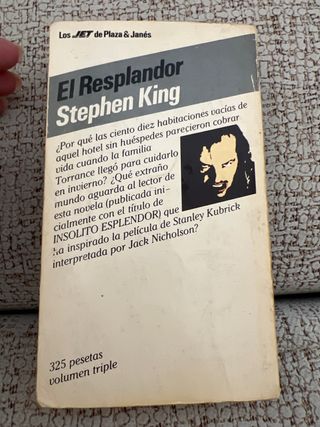 Los JET de Plaza & Janés
El Resplandor
Stephen King
¿Por qué las ciento diez habitaciones vacías de
aquel hotel sin huéspedes parecieron cobrar
vida cuando la familia
Torrance llegó para cuidarlo
en invierno? ¿Qué extraño
mundo aguarda al lector de
esta novela (publicada ini-
cialmente con el título de
INSOLITO ESPLENDOR) que
ha inspirado la película de Stanley Kubrick
interpretada por Jack Nicholson?
325 pesetas
volumen triple